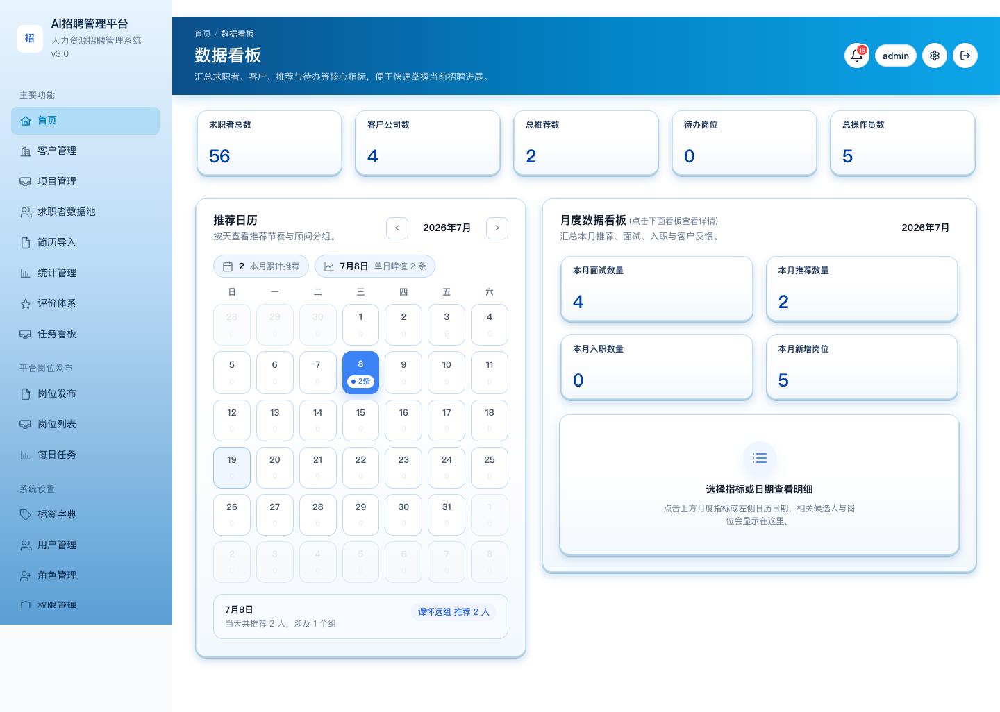 招
AI招聘管理平台
人力资源招聘管理系统
v3.0
主要功能
首页
客户管理
项目管理
求职者数据池
简历导入
统计管理
评价体系
任务看板
平台岗位发布
岗位发布
岗位列表
每日任务
系统设置
标签字典
用户管理
角色管理
权限管理
首页 / 数据看板
数据看板
汇总求职者、客户、推荐与待办等核心指标，便于快速掌握当前招聘进展。
15
admin
求职者总数
56
客户公司数
4
总推荐数
2
待办岗位
0
总操作员数
5
推荐日历
按天查看推荐节奏与顾问分组。
<
2026年7月
>
2 本月累计推荐
7月8日 单日峰值 2 条
日 一 二 三 四 五 六
28 29 30 1 2 3 4
0 0 0 0 0 0 0
5 6 7 8 9 10 11
0 0 0 2条 0 0 0
12 13 14 15 16 17 18
0 0 0 0 0 0 0
19 20 21 22 23 24 25
0 0 0 0 0 0 0
26 27 28 29 30 31 1
0 0 0 0 0 0 0
2 3 4 5 6 7 8
0 0 0 0 0 0 0
7月8日
当天共推荐 2 人，涉及 1 个组
谭怀远组 推荐 2 人
月度数据看板 (点击下面看板查看详情)
汇总本月推荐、面试、入职与客户反馈。
2026年7月
本月面试数量
4
本月推荐数量
2
本月入职数量
0
本月新增岗位
5
选择指标或日期查看明细
点击上方月度指标或左侧日历日期，相关候选人与岗
位会显示在这里。